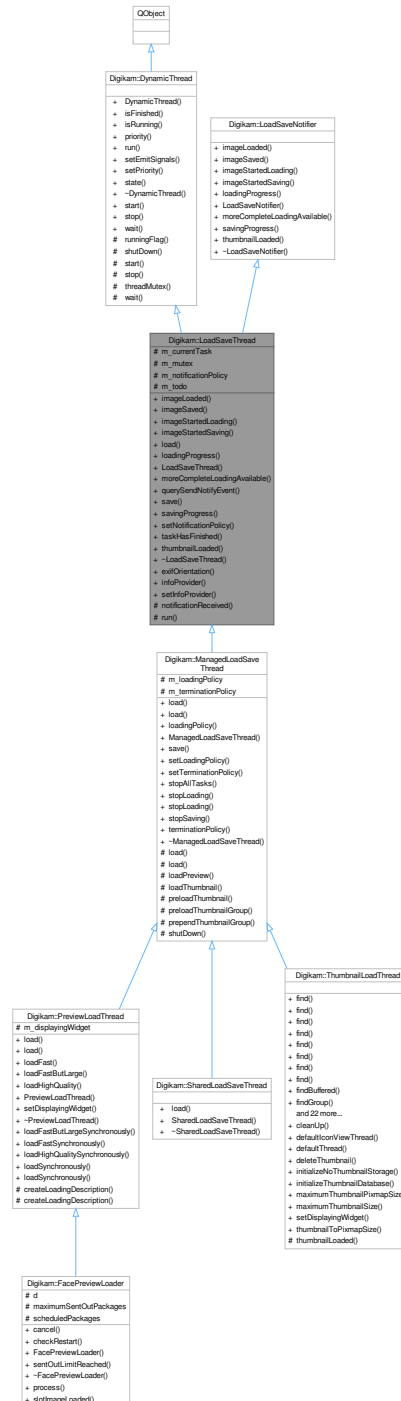 QObject
Digikam::DynamicThread
+ DynamicThread()
+ isFinished()
+ isRunning()
+ priority()
+ run()
+ setEmitSignals()
+ setPriority()
+ state()
+ ~DynamicThread()
+ start()
+ stop()
+ wait()
# runningFlag()
# shutDown()
# start()
# stop()
# threadMutex()
# wait()
Digikam::LoadSaveNotifier
+ imageLoaded()
+ imageSaved()
+ imageStartedLoading()
+ imageStartedSaving()
+ loadingProgress()
+ LoadSaveNotifier()
+ moreCompleteLoadingAvailable()
+ savingProgress()
+ thumbnailLoaded()
+ ~LoadSaveNotifier()
Digikam::LoadSaveThread
# m_currentTask
# m_mutex
# m_notificationPolicy
# m_todo
+ imageLoaded()
+ imageSaved()
+ imageStartedLoading()
+ imageStartedSaving()
+ load()
+ loadingProgress()
+ LoadSaveThread()
+ moreCompleteLoadingAvailable()
+ querySendNotifyEvent()
+ save()
+ savingProgress()
+ setNotificationPolicy()
+ taskHasFinished()
+ thumbnailLoaded()
+ ~LoadSaveThread()
+ exifOrientation()
+ infoProvider()
+ setInfoProvider()
# notificationReceived()
# run()
Digikam::ManagedLoadSave
Thread
# m_loadingPolicy
# m_terminationPolicy
+ load()
+ load()
+ loadingPolicy()
+ ManagedLoadSaveThread()
+ save()
+ setLoadingPolicy()
+ setTerminationPolicy()
+ stopAllTasks()
+ stopLoading()
+ stopLoading()
+ stopSaving()
+ terminationPolicy()
+ ~ManagedLoadSaveThread()
# load()
# load()
# loadPreview()
# loadThumbnail()
# preloadThumbnail()
# preloadThumbnailGroup()
# prependThumbnailGroup()
# shutDown()
Digikam::PreviewLoadThread
# m_displayingWidget
+ load()
+ load()
+ loadFast()
+ loadFastButLarge()
+ loadHighQuality()
+ PreviewLoadThread()
+ setDisplayingWidget()
+ ~PreviewLoadThread()
+ loadFastButLargeSynchronously()
+ loadFastSynchronously()
+ loadHighQualitySynchronously()
+ loadSynchronously()
+ loadSynchronously()
# createLoadingDescription()
# createLoadingDescription()
Digikam::SharedLoadSaveThread
+ load()
+ SharedLoadSaveThread()
+ ~SharedLoadSaveThread()
Digikam::ThumbnailLoadThread
+ find()
+ find()
+ find()
+ find()
+ find()
+ find()
+ find()
+ find()
+ findBuffered()
+ findGroup()
and 22 more...
+ cleanUp()
+ defaultIconViewThread()
+ defaultThread()
+ deleteThumbnail()
+ initializeNoThumbnailStorage()
+ initializeThumbnailDatabase()
+ maximumThumbnailPixmapSize
+ maximumThumbnailSize()
+ setDisplayingWidget()
+ thumbnailToPixmapSize()
# thumbnailLoaded()
Digikam::FacePreviewLoader
# d
# maximumSentOutPackages
# scheduledPackages
+ cancel()
+ checkRestart()
+ FacePreviewLoader()
+ sentOutLimitReached()
+ ~FacePreviewLoader()
+ process()
+ slotImageLoaded()